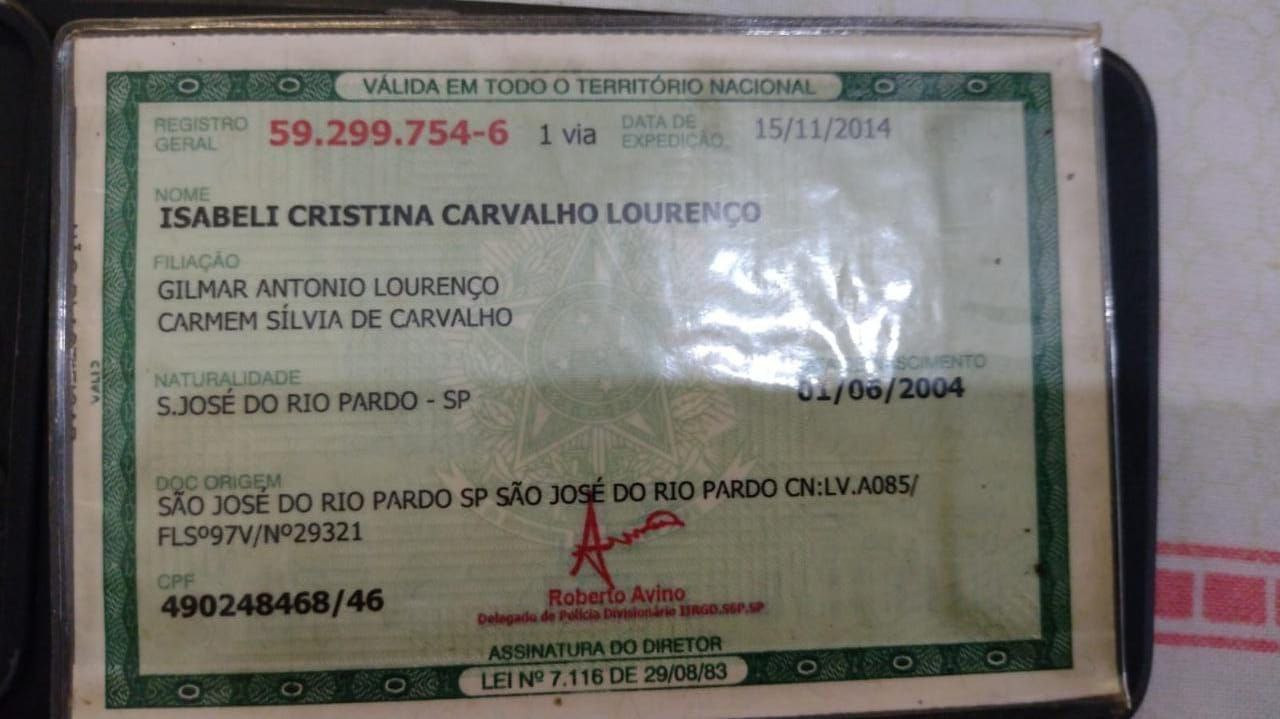 VÁLIDA EM TODO O TERRITÓRIO NACIONAL
REGISTRO GERAL 59.299.754-6 1 via DATA DE EXPEDIÇÃO 15/11/2014
NOME
ISABELI CRISTINA CARVALHO LOURENÇO
FILIAÇÃO
GILMAR ANTONIO LOURENÇO
CARMEM SÍLVIA DE CARVALHO
NATURALIDADE
S.JOSÉ DO RIO PARDO - SP
01/06/2004
DOC ORIGEM
SÃO JOSÉ DO RIO PARDO SP SÃO JOSÉ DO RIO PARDO CN:LV.A085/
FLSº97V/Nº29321
CPF
490248468/46
Roberto Avino
Delegado de Polícia Divisionário IIRGD.SSP.SP
ASSINATURA DO DIRETOR
LEI Nº 7.116 DE 29/08/83